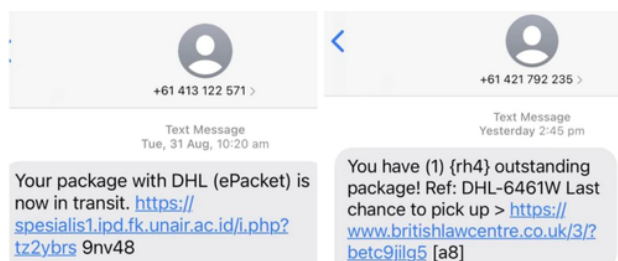 +61 413 122 571 >
Text Message
Tue, 31 Aug, 10:20 am
Your package with DHL (ePacket) is
now in transit. https://
spesialis1.ipd.fk.unair.ac.id/i.php?
tz2ybrs 9nv48
+61 421 792 235 >
Text Message
Yesterday 2:45 pm
You have (1) {rh4} outstanding
package! Ref: DHL-6461W Last
chance to pick up > https://
www.britishlawcentre.co.uk/3/?
betc9jilg5 [a8]